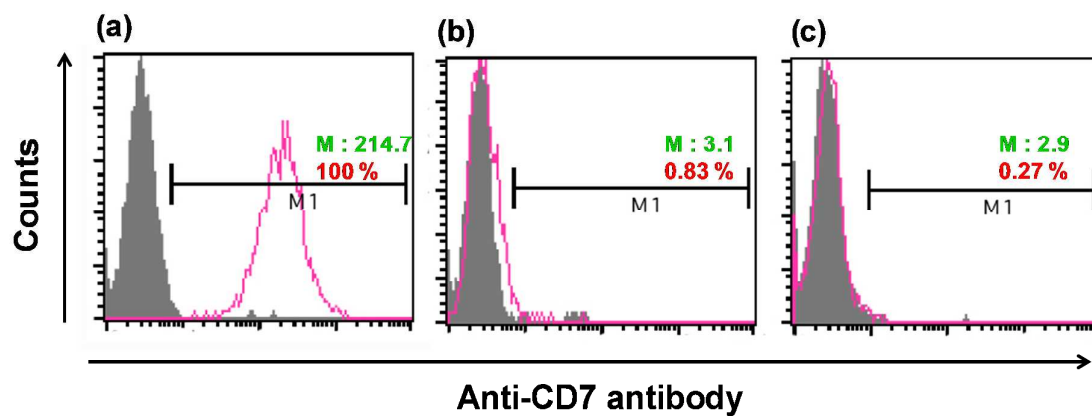 (a)
(b)
(c)
Counts
M : 214.7
100 %
M1
M : 3.1
0.83 %
M1
M : 2.9
0.27 %
M1
Anti-CD7 antibody